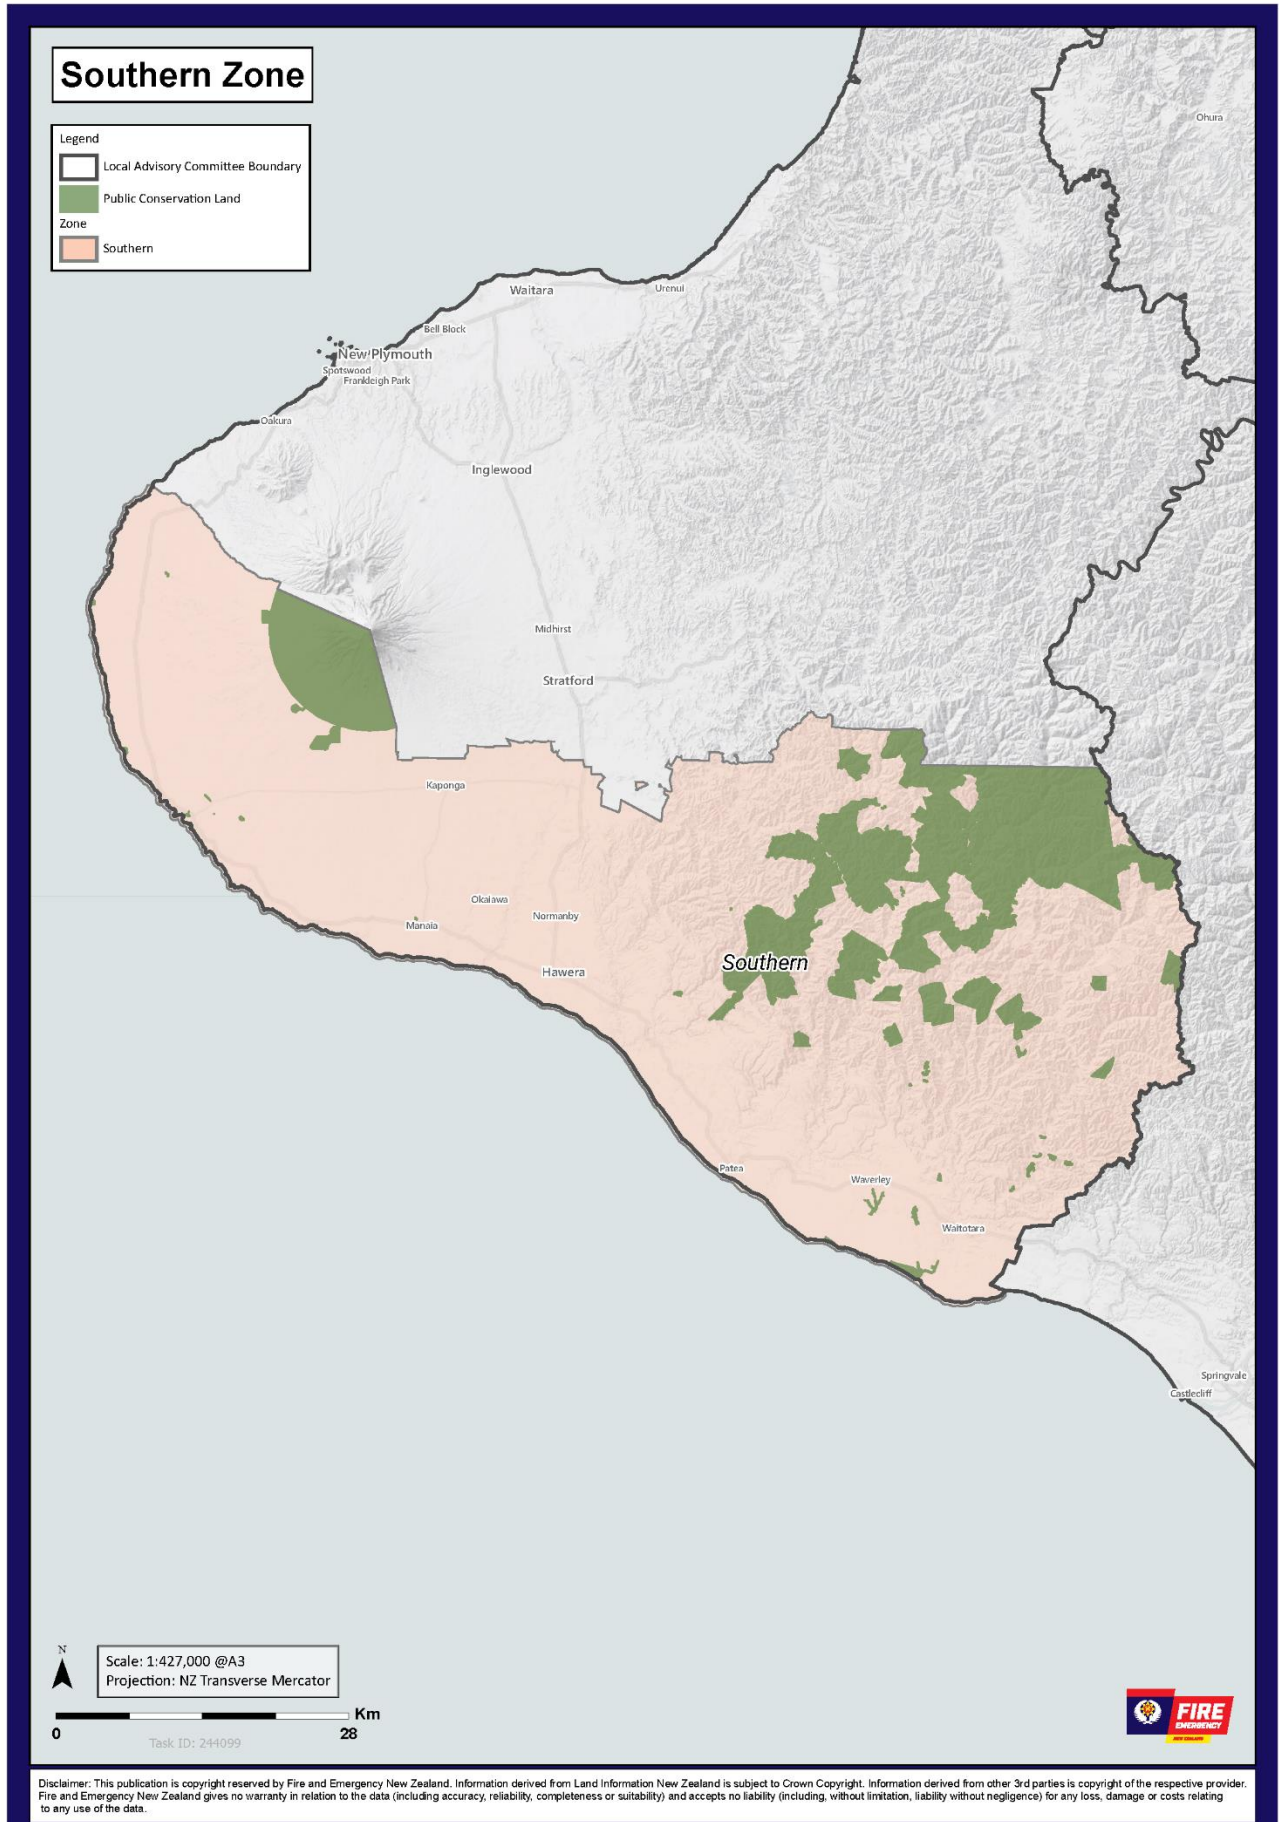 Southern Zone
Legend
Local Advisory Committee Boundary
Public Conservation Land
Zone
Southern
Ohura
Waitara
Urenui
Bell Block
New Plymouth
Spotswood
Frankleigh Park
Oakura
Inglewood
Midhirst
Stratford
Kaponga
Okaiawa
Normanby
Manaia
Hawera
Southern
Patea
Waverley
Waitotara
Springvale
Castlecliff
N
Scale: 1:427,000 @A3
Projection: NZ Transverse Mercator
Km
0 28
Task ID: 244099
FIRE
EMERGENCY
NEW ZEALAND
Disclaimer: This publication is copyright reserved by Fire and Emergency New Zealand. Information derived from Land Information New Zealand is subject to Crown Copyright. Information derived from other 3rd parties is copyright of the respective provider.
Fire and Emergency New Zealand gives no warranty in relation to the data (including accuracy, reliability, completeness or suitability) and accepts no liability (including, without limitation, liability without negligence) for any loss, damage or costs relating
to any use of the data.